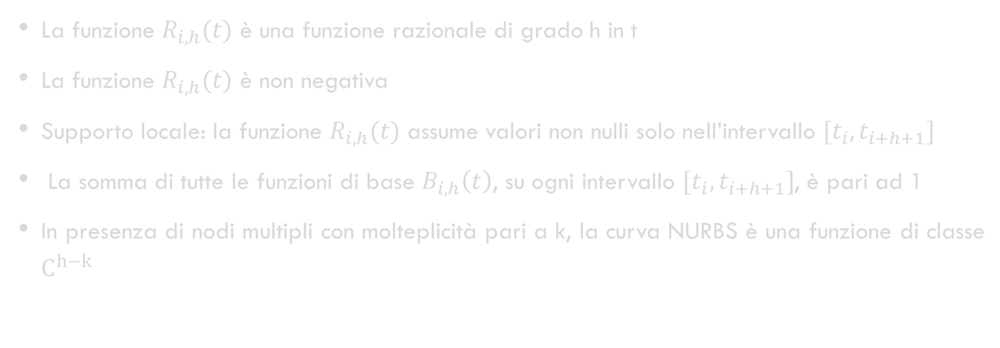 • La funzione $R_{i,h}(t)$ è una funzione razionale di grado h in t
• La funzione $R_{i,h}(t)$ è non negativa
• Supporto locale: la funzione $R_{i,h}(t)$ assume valori non nulli solo nell’intervallo $[t_i, t_{i+h+1}]$
• La somma di tutte le funzioni di base $B_{i,h}(t)$, su ogni intervallo $[t_i, t_{i+h+1}]$, è pari ad 1
• In presenza di nodi multipli con molteplicità pari a k, la curva NURBS è una funzione di classe
$C^{h-k}$